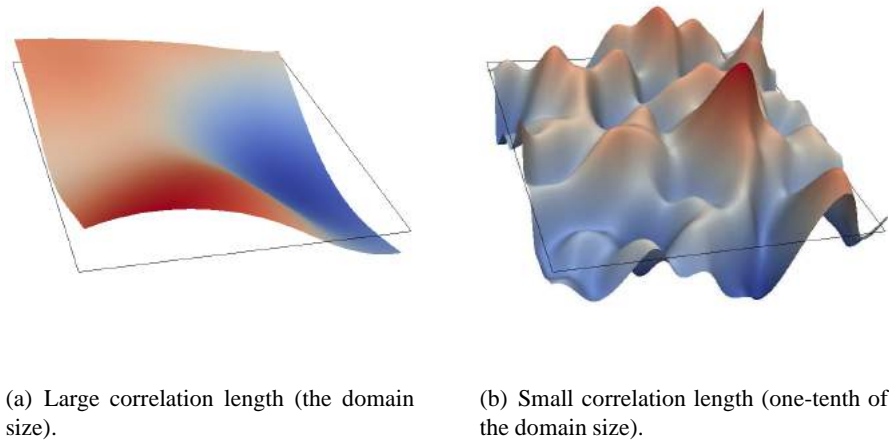 (a) Large correlation length (the domain
size).
(b) Small correlation length (one-tenth of
the domain size).